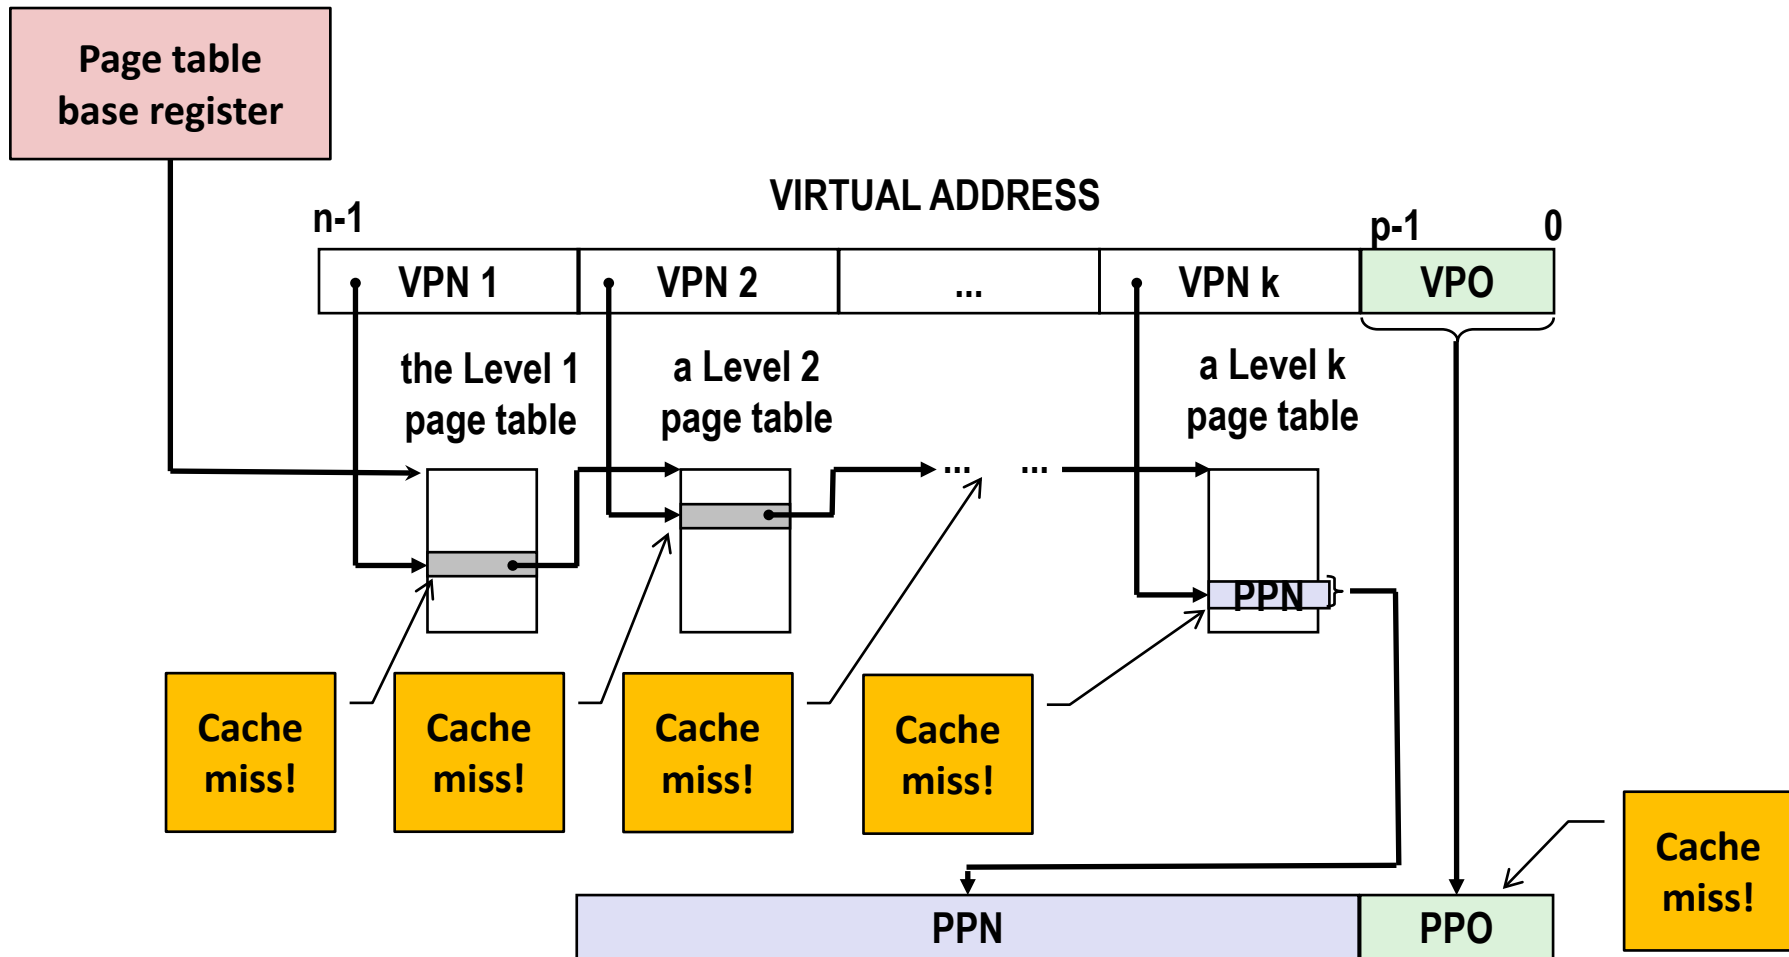 Page table
base register
VIRTUAL ADDRESS
n-1
p-1
0
VPN 1
VPN 2
...
VPN k
VPO
the Level 1
page table
a Level 2
page table
a Level k
page table
...
...
PPN
Cache
miss!
Cache
miss!
Cache
miss!
Cache
miss!
Cache
miss!
PPN
PPO